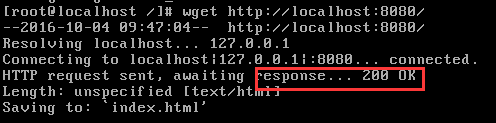 [root@localhost /]# wget http://localhost:8080/
--2016-10-04 09:47:04--  http://localhost:8080/
Resolving localhost... 127.0.0.1
Connecting to localhost|127.0.0.1|:8080... connected.
HTTP request sent, awaiting response... 200 OK
Length: unspecified [text/html]
Saving to: `index.html'